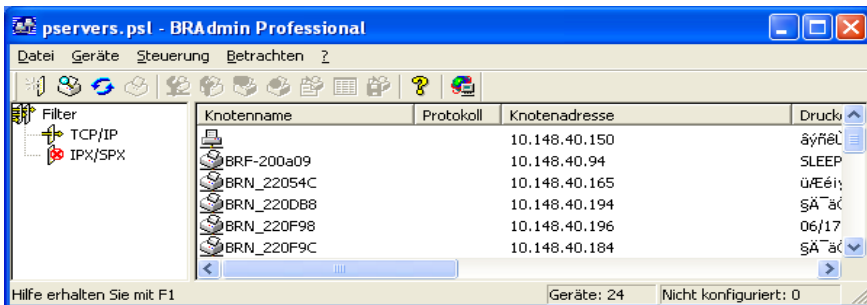 pservers.psl - BRAdmin Professional
Datei Geräte Steuerung Betrachten ?
Filter
TCP/IP
IPX/SPX
Knotenname Protokoll Knotenadresse
10.148.40.150
BRF-200a09 10.148.40.94 SLEEP
BRN_22054C 10.148.40.165
BRN_220DB8 10.148.40.194
BRN_220F98 10.148.40.196 06/17
BRN_220F9C 10.148.40.184
Hilfe erhalten Sie mit F1 Geräte: 24 Nicht konfiguriert: 0